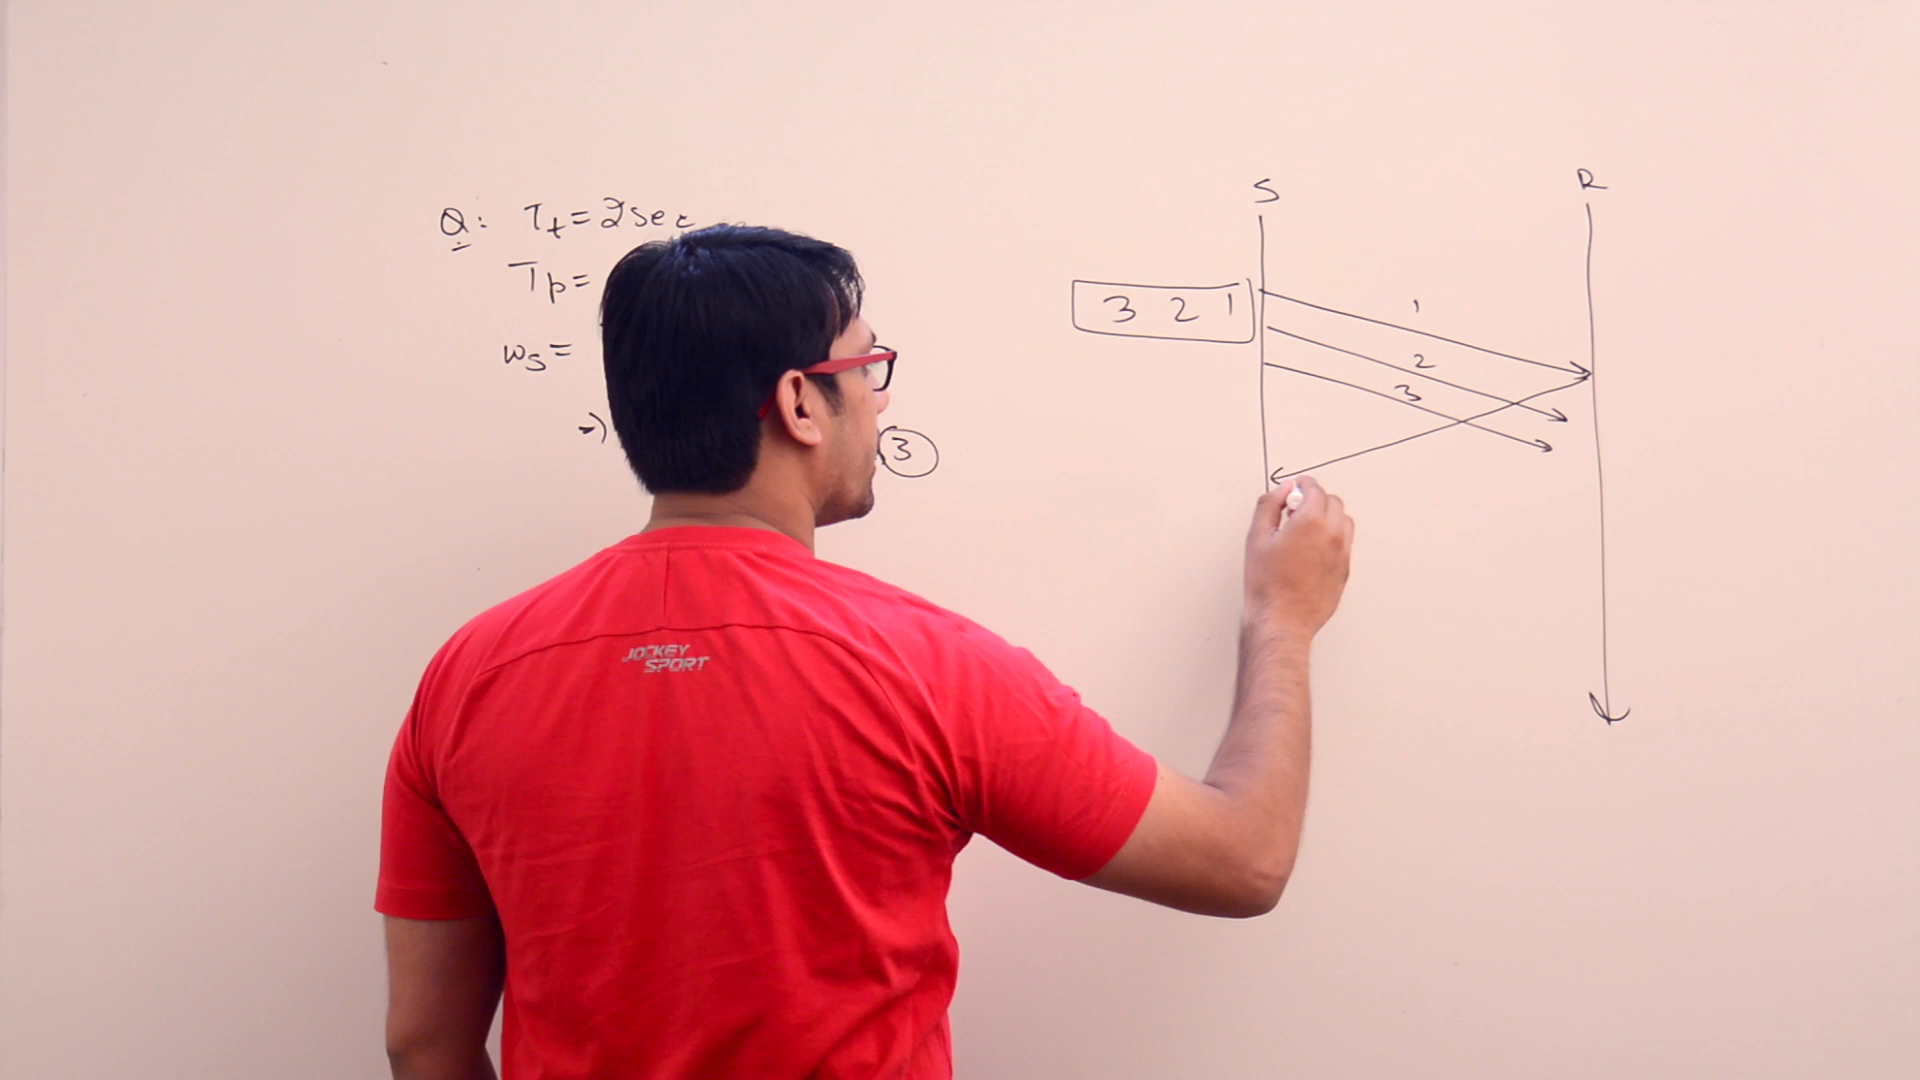 Q: Tt = 2sec
Tp =
ws =
=)
3
S
R
3 2 1
1
2
3
JOCKEY
SPORT